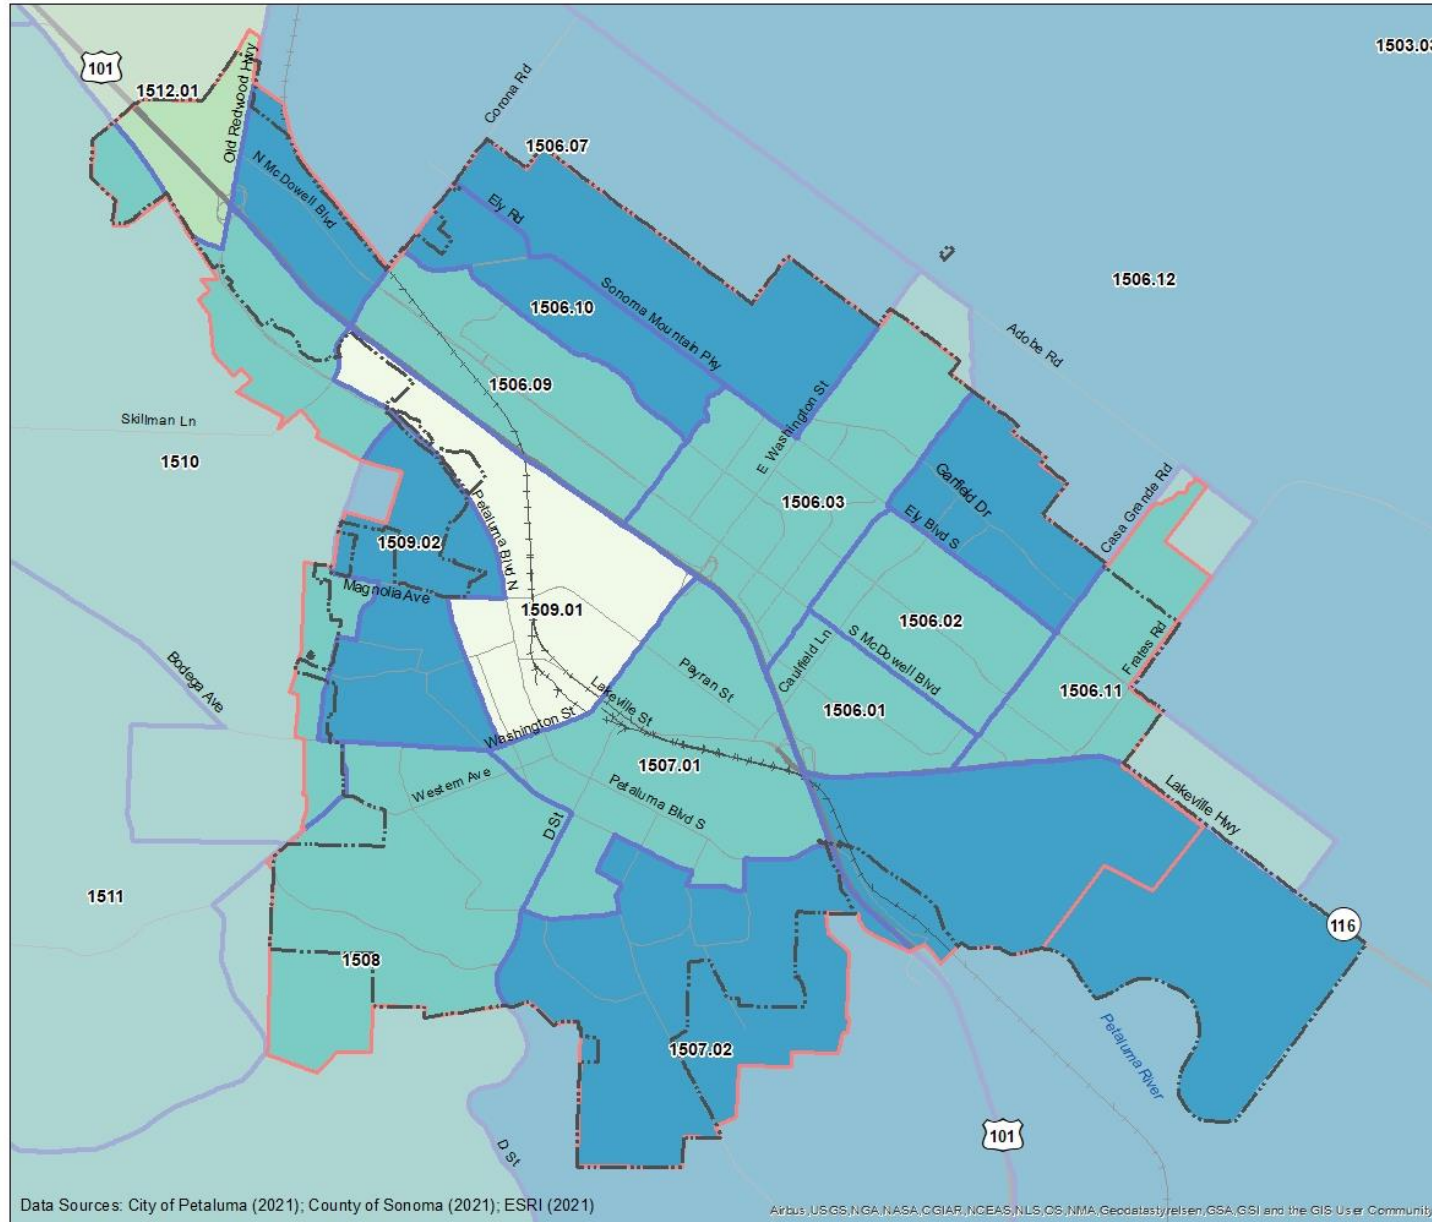 1503.03
101
1512.01
Old Redwood Hwy
Corona Rd
1506.07
N McDowell Blvd
Ely Rd
1506.12
Sonoma Mountain Pky
1506.10
Adobe Rd
1506.09
Skillman Ln
1510
E Washington St
Garfield Dr
Casa Grande Rd
1506.03
Ely Blvd S
Petaluma Blvd N
1509.02
Magnolia Ave
1509.01
1506.02
Caulfield Ln
S McDowell Blvd
Frates Rd
Bodega Ave
Payran St
1506.11
Lakeville St
1506.01
Washington St
1507.01
Western Ave
Petaluma Blvd S
Lakeville Hwy
D St
1511
116
1508
1507.02
Petaluma River
101
D St
Data Sources: City of Petaluma (2021); County of Sonoma (2021); ESRI (2021)
Airbus,USGS,NGA,NASA,CGIAR,NCEAS,NLS,OS,NMA,Geodatastyrelsen,GSA,GSI and the GIS User Community